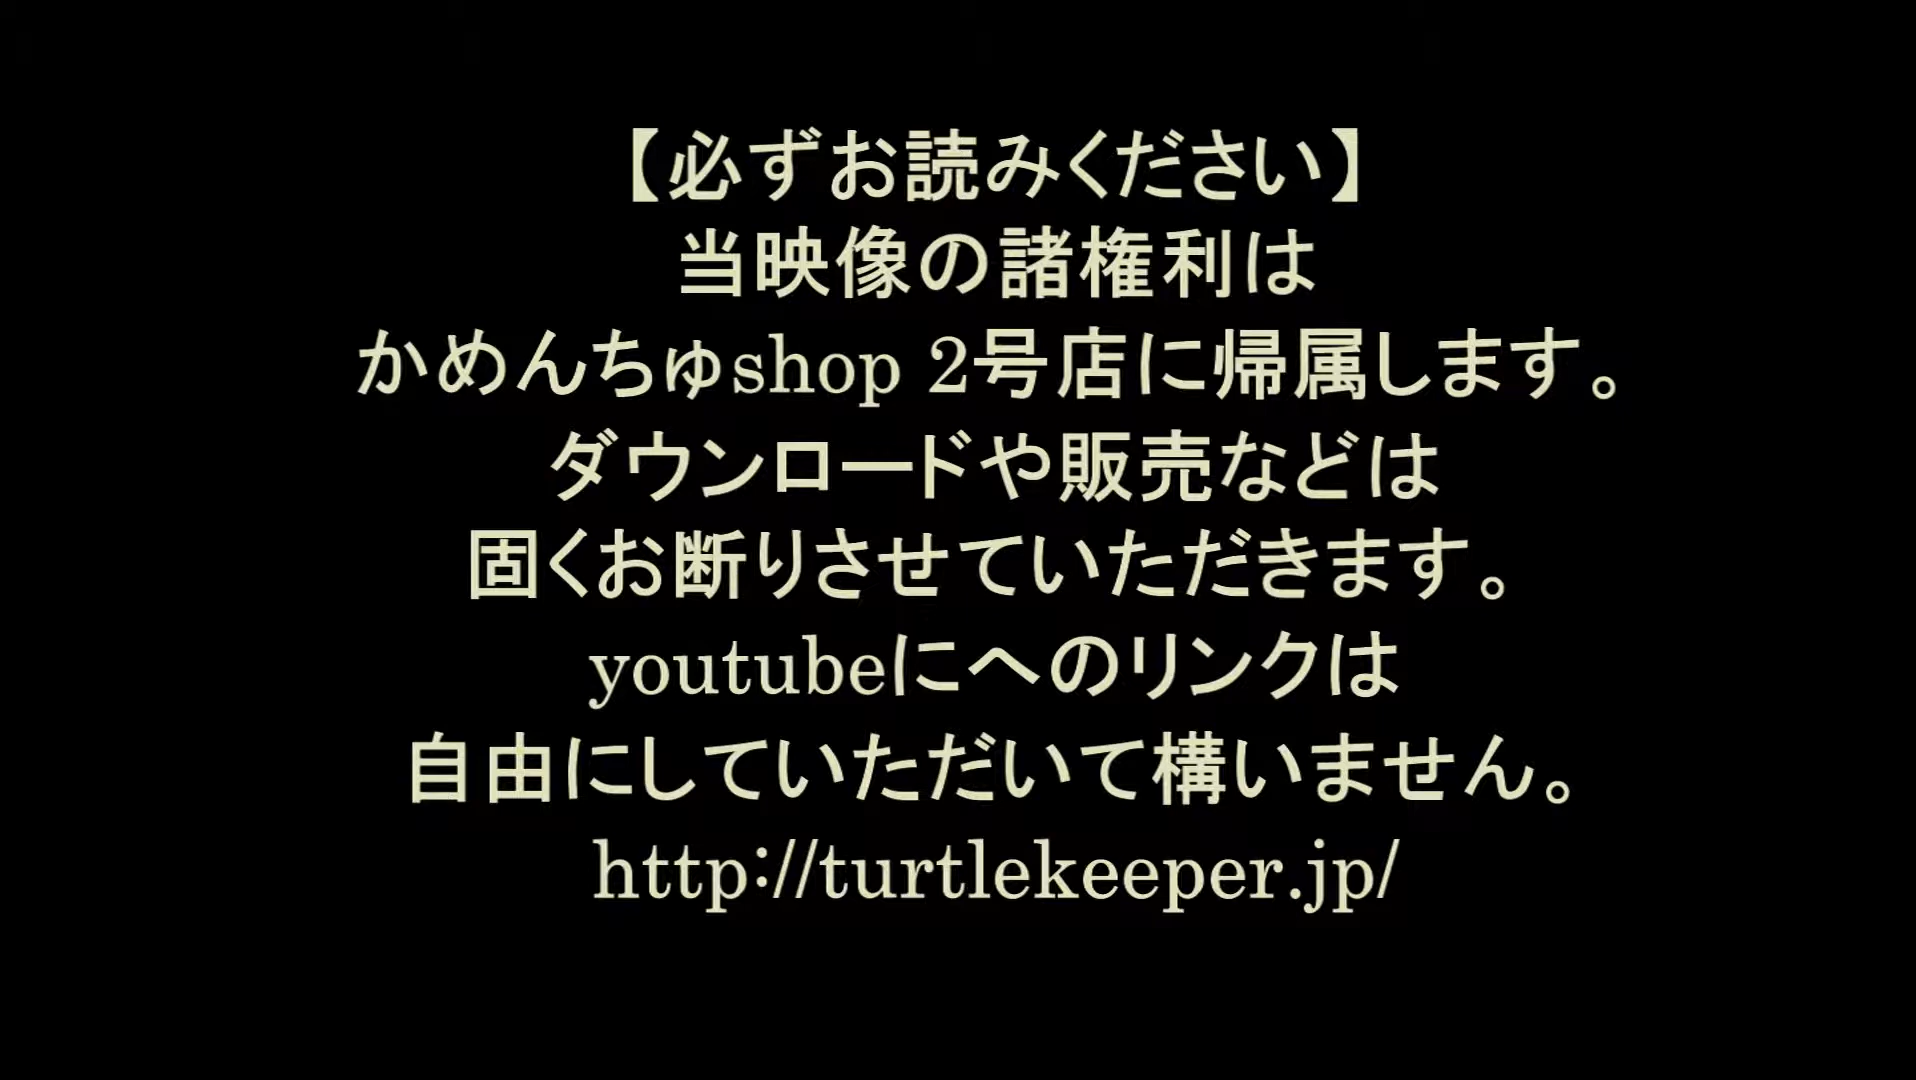 【必ずお読みください】
当映像の諸権利は
かめんちゅshop 2号店に帰属します。
ダウンロードや販売などは
固くお断りさせていただきます。
youtubeにへのリンクは
自由にしていただいて構いません。
http://turtlekeeper.jp/